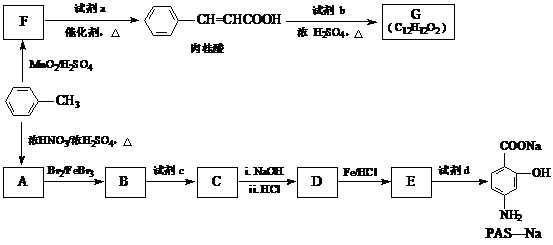 F
试剂 a
催化剂，△
CH=CHCOOH
肉桂酸
试剂 b
浓 H2SO4，△
G
(C12H12O2)
MnO2/H2SO4
CH3
浓HNO3/浓H2SO4，△
A
Br2/FeBr3
B
试剂 c
C
i. NaOH
ii. HCl
D
Fe/HCl
E
试剂 d
COONa
OH
NH2
PAS—Na